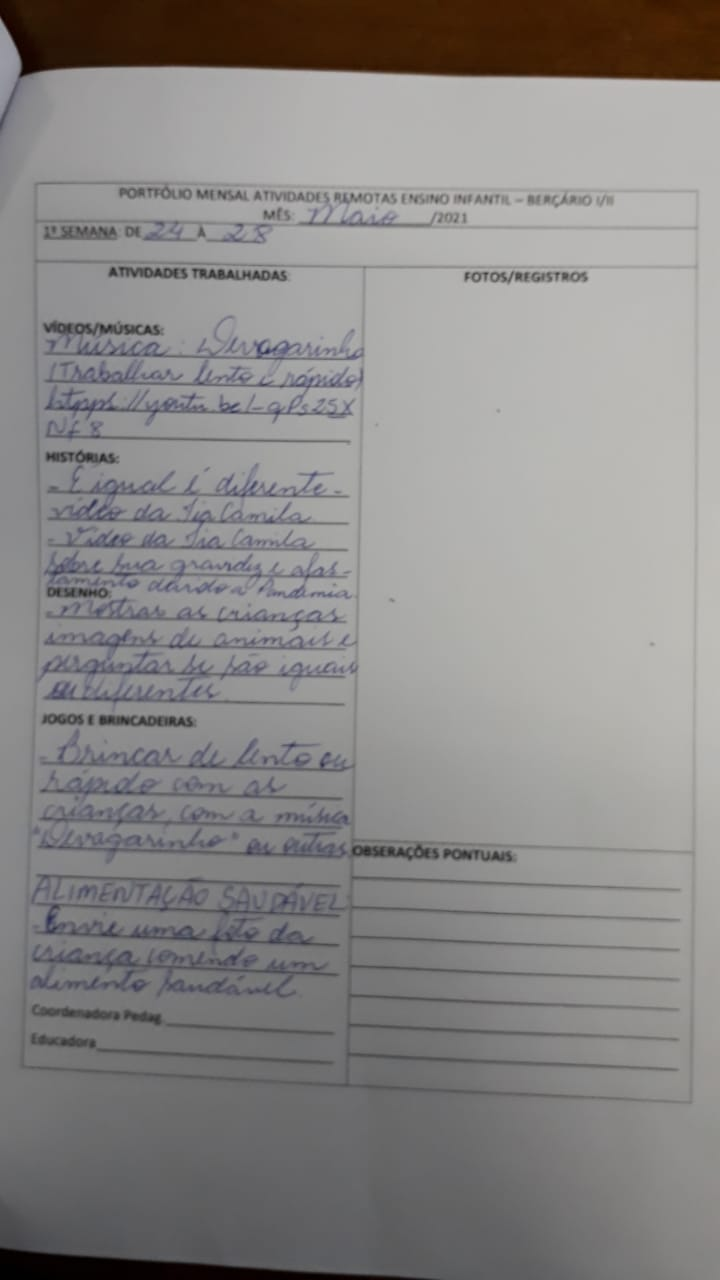 PORTFÓLIO MENSAL ATIVIDADES REMOTAS ENSINO INFANTIL – BERÇÁRIO I/II
MÊS: Maio /2021
1ª SEMANA: DE 24 À 28
ATIVIDADES TRABALHADAS:
VÍDEOS/MÚSICAS:
Música: Devagarinho
(Trabalhar lento e rápido)
htpps://youtu.be/-qPs25X
Nf8
HISTÓRIAS:
- É igual é diferente -
vídeo da Tia Camila
- Vídeo da Tia Camila
sobre sua gravidez e afas-
tamento devido a Pandemia.
DESENHO:
- Mostrar as crianças
imagens de animais e
perguntar se são iguais
ou diferentes.
JOGOS E BRINCADEIRAS:
- Brincar de lento ou
rápido com as
crianças, com a música
"Devagarinho" ou outras
ALIMENTAÇÃO SAUDÁVEL
- Envie uma foto da
criança comendo um
alimento saudável.
Coordenadora Pedag.
Educadora
FOTOS/REGISTROS
OBSERAÇÕES PONTUAIS: